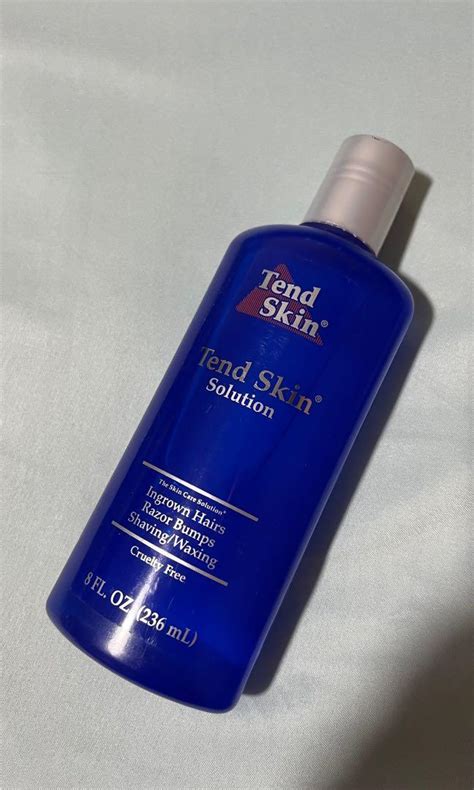 Tend
Skin®
Tend Skin®
Solution
The Skin Care Solution®
Ingrown Hairs
Razor Bumps
Shaving/Waxing
Cruelty Free
8 FL. OZ. (236 mL)